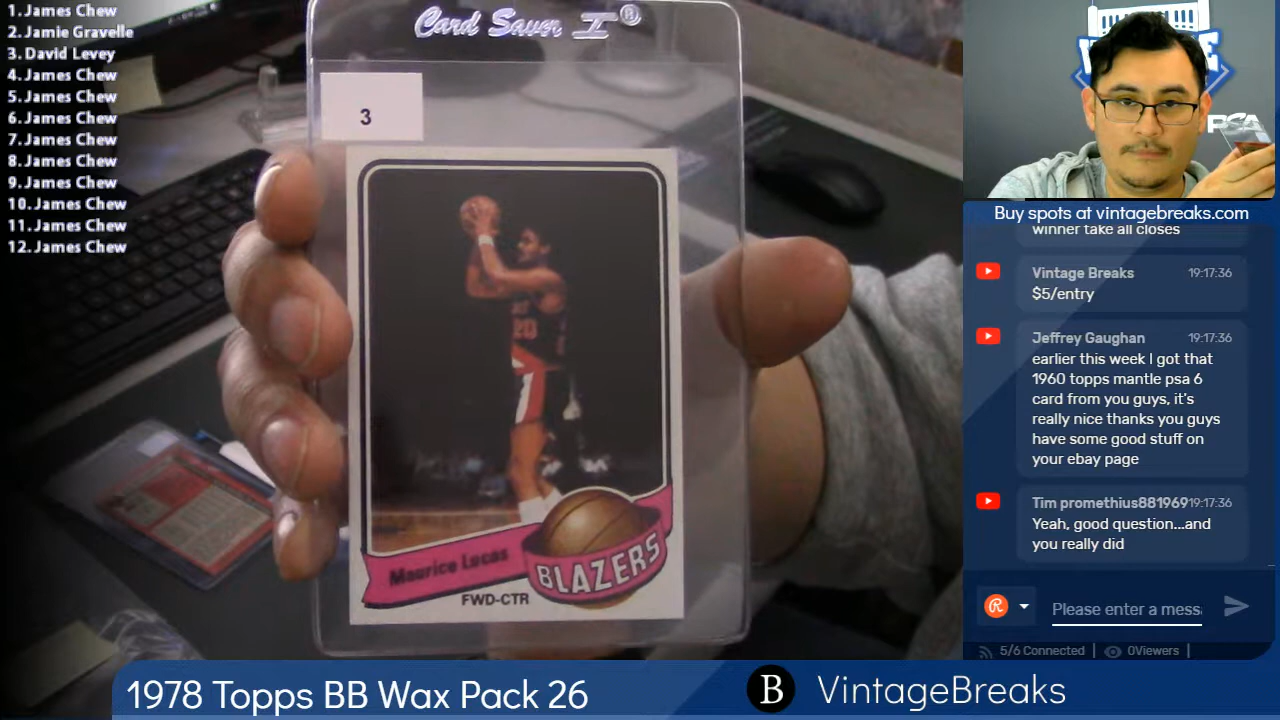 1. James Chew
2. Jamie Gravelle
3. David Levey
4. James Chew
5. James Chew
6. James Chew
7. James Chew
8. James Chew
9. James Chew
10. James Chew
11. James Chew
12. James Chew
Card Saver I®
3
20
Maurice Lucas
BLAZERS
FWD-CTR
PSA
Buy spots at vintagebreaks.com
winner take all closes
Vintage Breaks 19:17:36
$5/entry
Jeffrey Gaughan 19:17:36
earlier this week I got that
1960 topps mantle psa 6
card from you guys, it's
really nice thanks you guys
have some good stuff on
your ebay page
Tim promethius881969 19:17:36
Yeah, good question...and
you really did
Please enter a messa
5/6 Connected | 0Viewers |
1978 Topps BB Wax Pack 26
B VintageBreaks